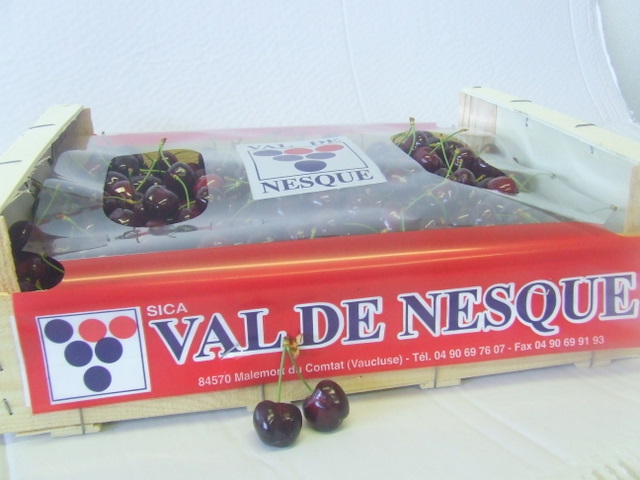 VAL DE
NESQUE
SICA
VAL DE NESQUE
84570 Malemort du Comtat (Vaucluse) - Tél. 04 90 69 76 07 - Fax 04 90 69 91 93